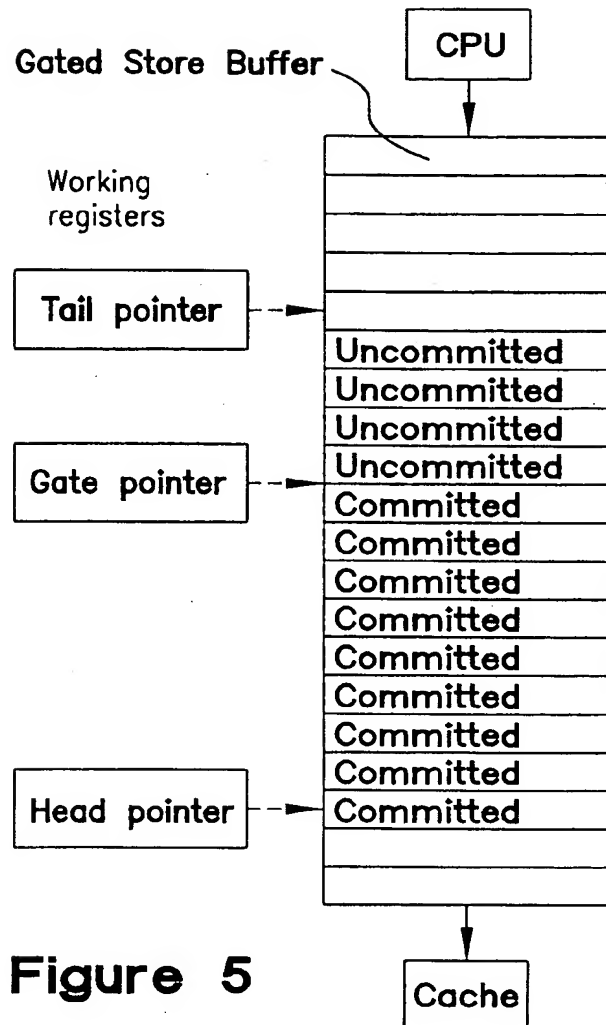 CPU
Gated Store Buffer
Working
registers
Tail pointer
Uncommitted
Uncommitted
Uncommitted
Uncommitted
Gate pointer
Committed
Committed
Committed
Committed
Committed
Committed
Committed
Committed
Head pointer
Committed
Figure 5
Cache